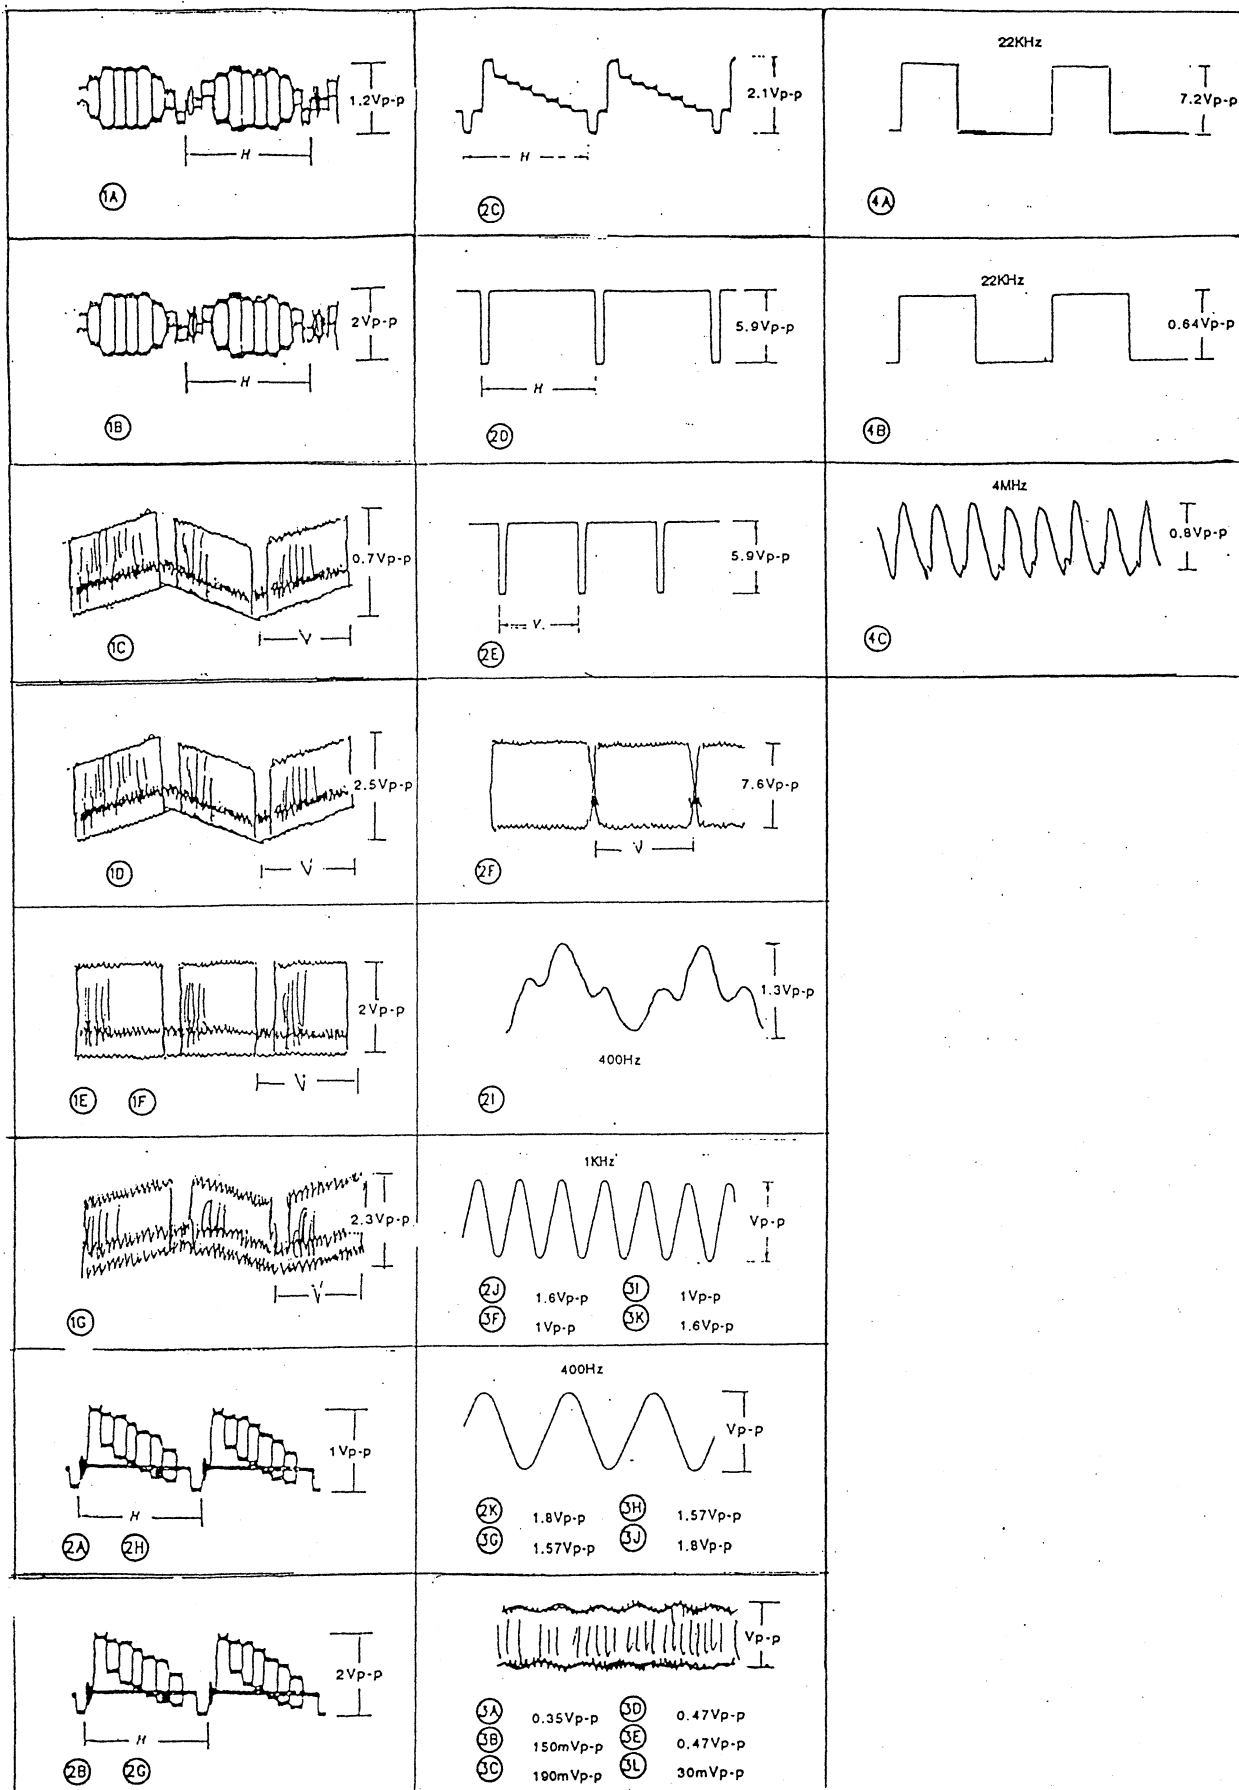 1.2Vp-p
H
1A
2Vp-p
H
1B
0.7Vp-p
V
1C
2.5Vp-p
V
1D
2Vp-p
V
1E 1F
2.3Vp-p
V
1G
1Vp-p
H
2A 2H
2Vp-p
H
2B 2G
2.1Vp-p
H
2C
5.9Vp-p
H
2D
5.9Vp-p
V.
2E
7.6Vp-p
V
2F
1.3Vp-p
400Hz
2I
1KHz
Vp-p
2J 1.6Vp-p 3I 1Vp-p
3F 1Vp-p 3K 1.6Vp-p
400Hz
Vp-p
2K 1.8Vp-p 3H 1.57Vp-p
3G 1.57Vp-p 3J 1.8Vp-p
Vp-p
3A 0.35Vp-p 3D 0.47Vp-p
3B 150mVp-p 3E 0.47Vp-p
3C 190mVp-p 3L 30mVp-p
22KHz
7.2Vp-p
4A
22KHz
0.64Vp-p
4B
4MHz
0.8Vp-p
4C